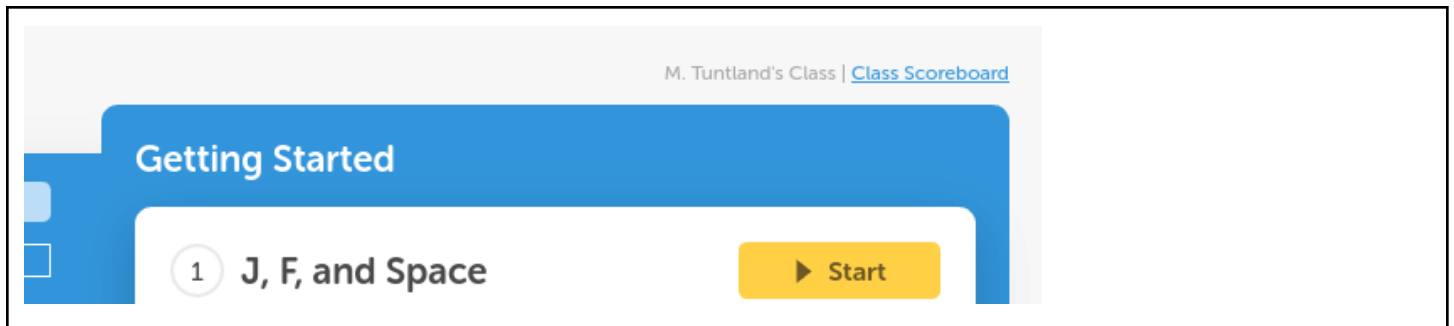 M. Tuntland's Class | Class Scoreboard
Getting Started
1 J, F, and Space Start